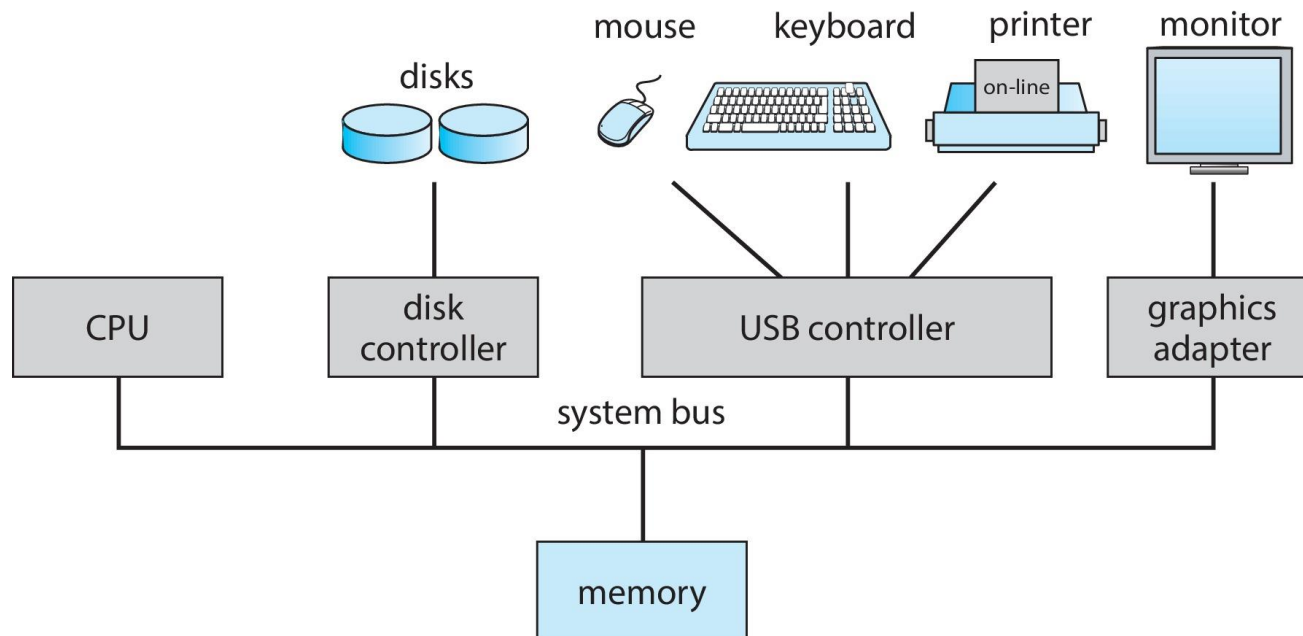 mouse
keyboard
printer
monitor
disks
on-line
CPU
disk
controller
USB controller
graphics
adapter
system bus
memory